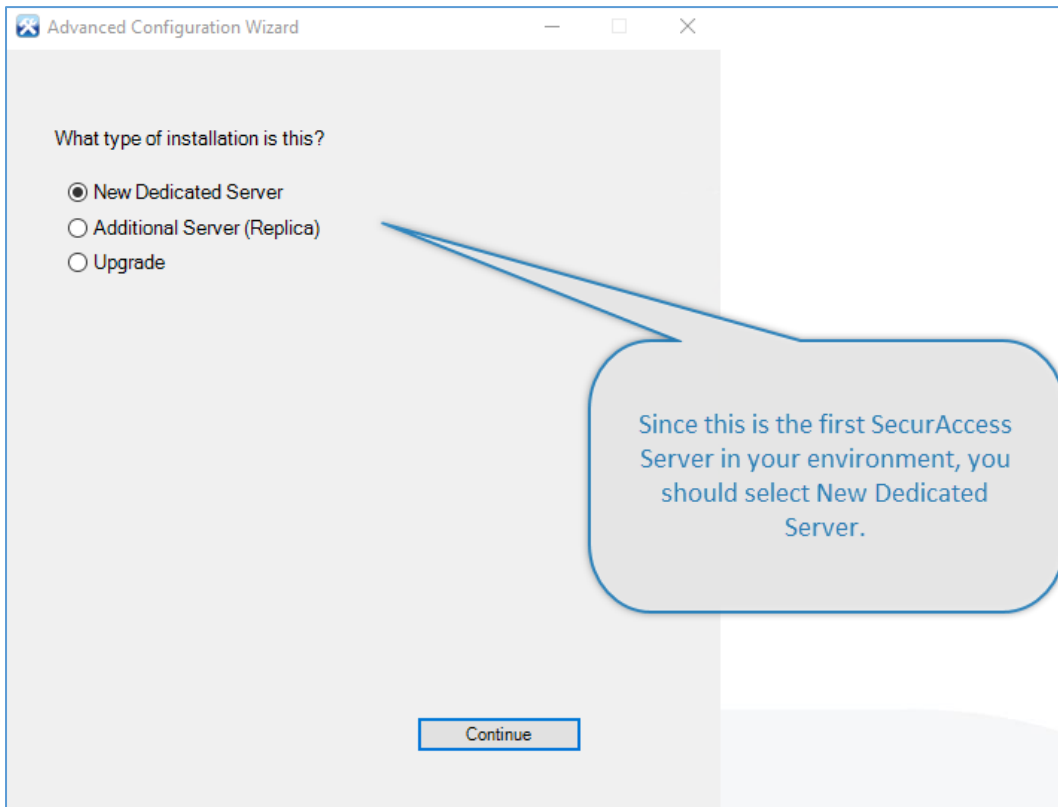 Advanced Configuration Wizard
What type of installation is this?
New Dedicated Server
Additional Server (Replica)
Upgrade
Since this is the first SecurAccess
Server in your environment, you
should select New Dedicated
Server.
Continue